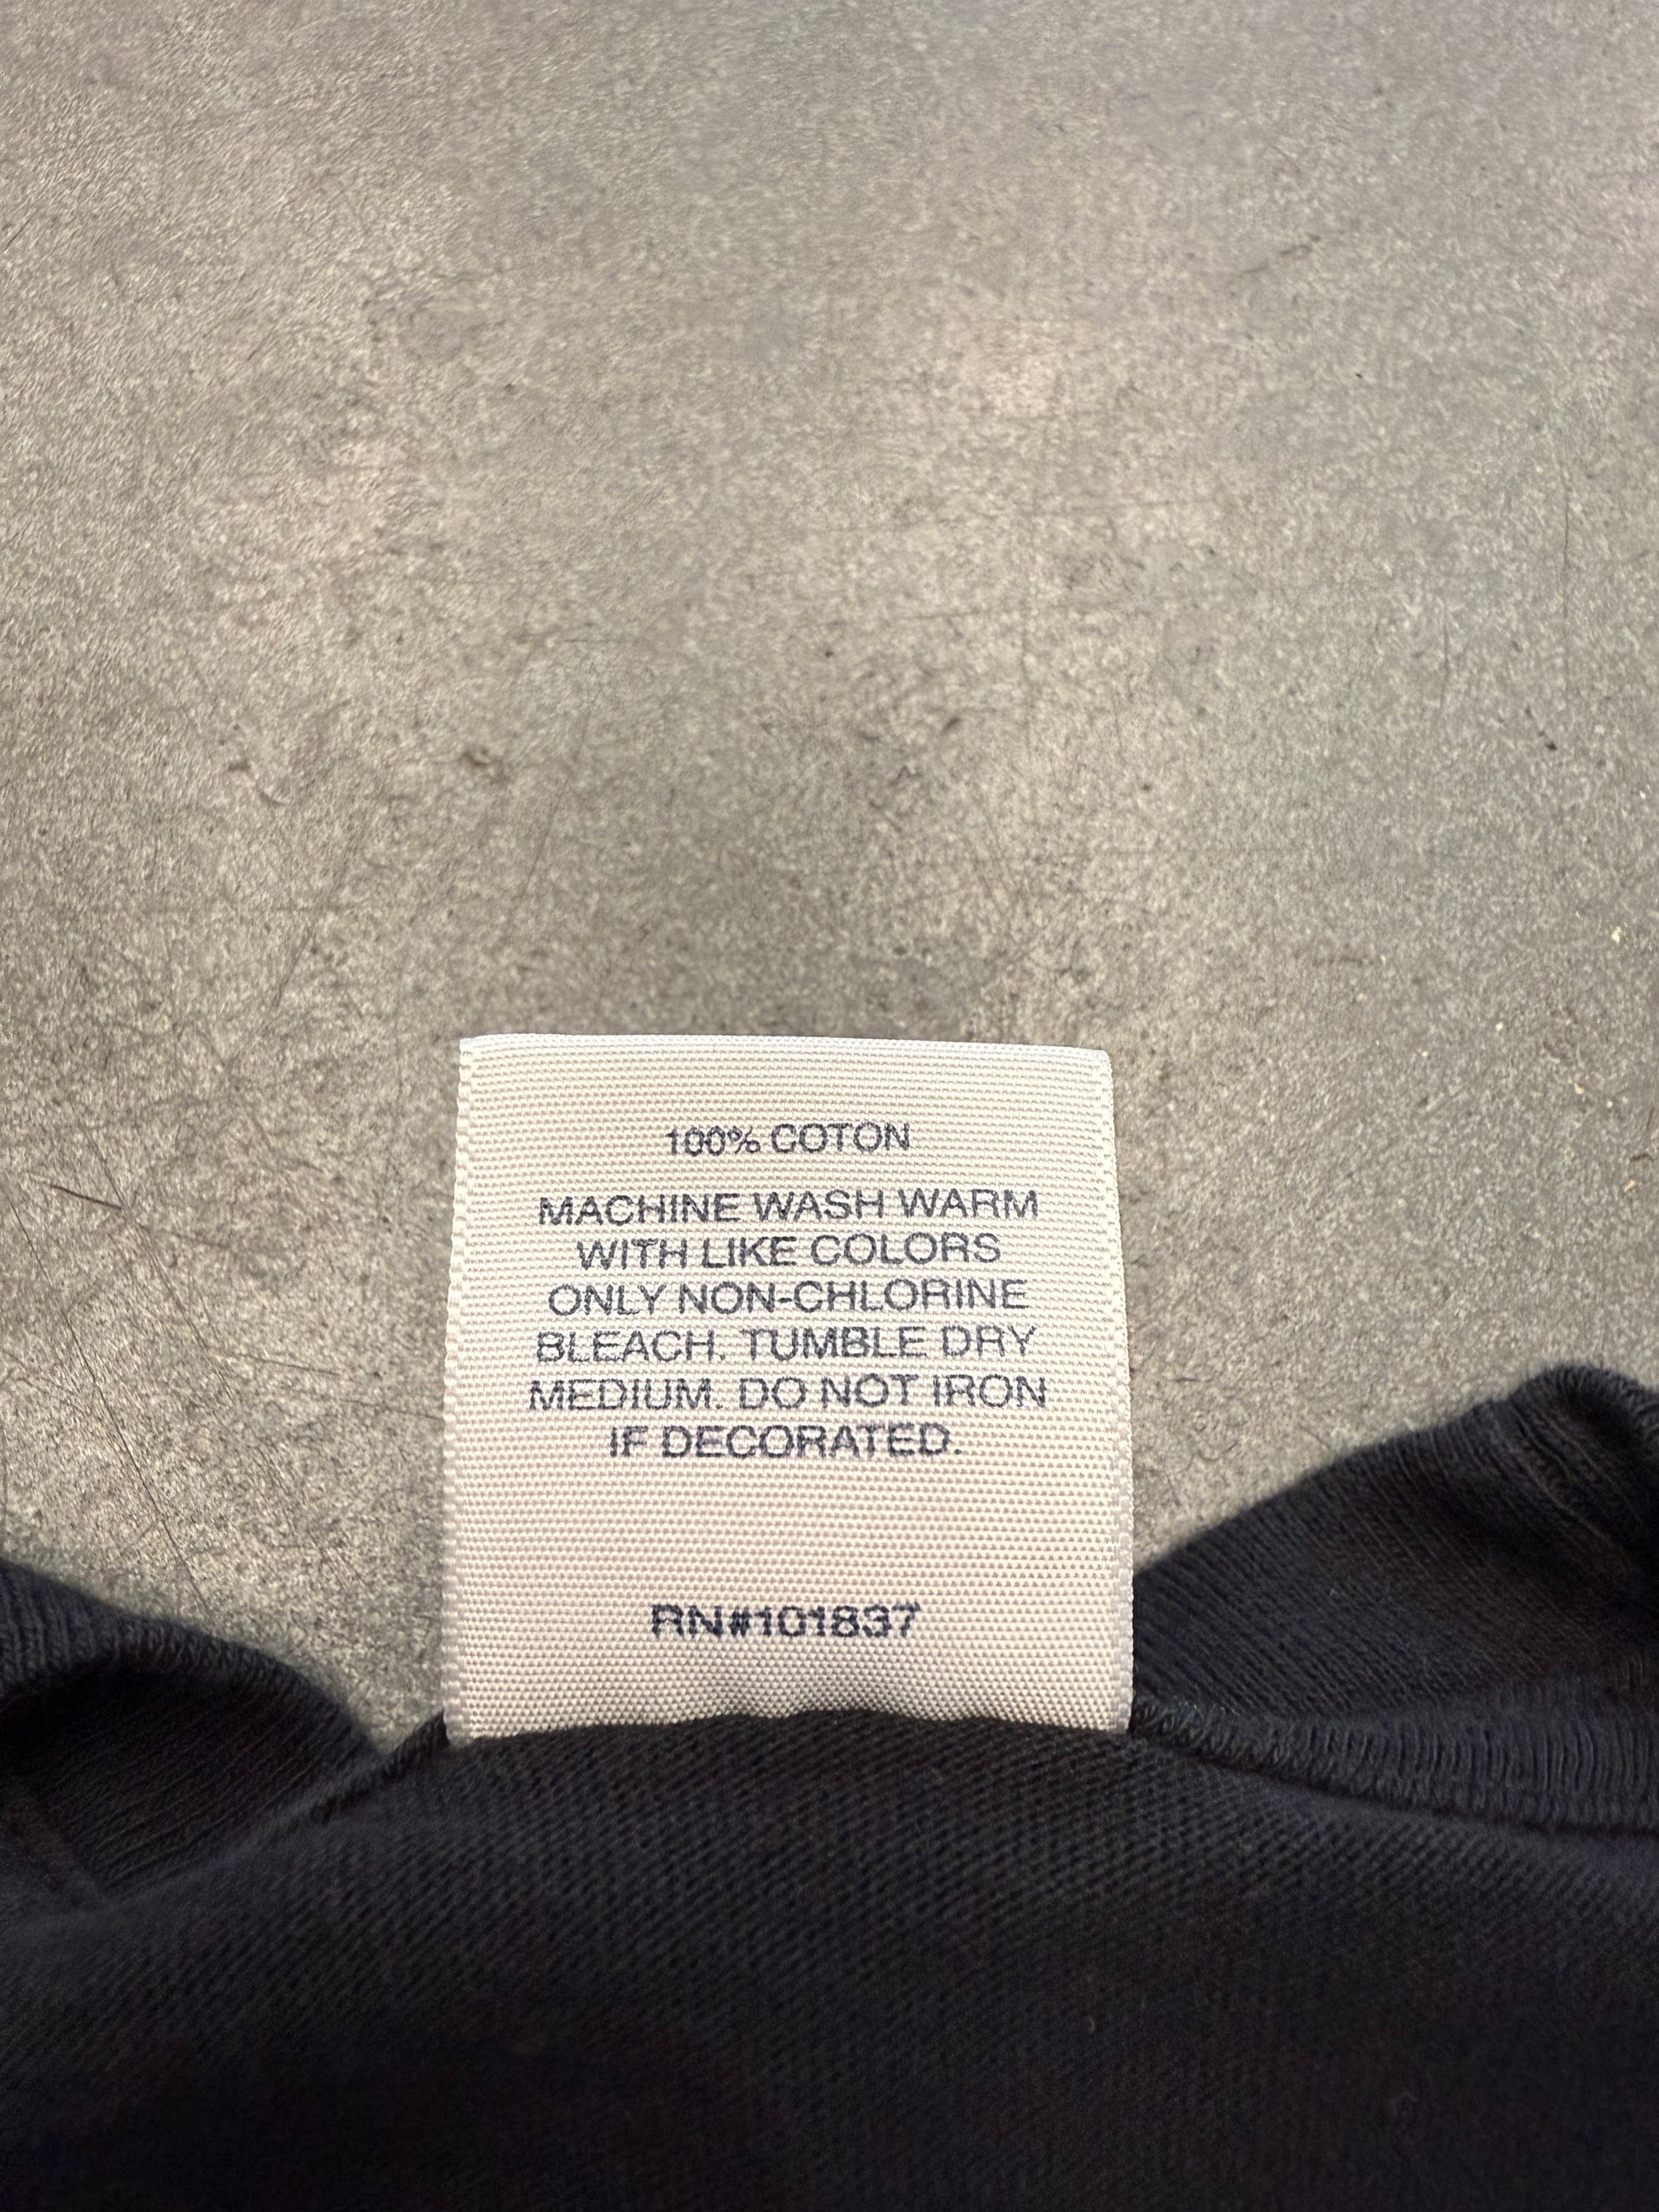 100% COTON
MACHINE WASH WARM
WITH LIKE COLORS
ONLY NON-CHLORINE
BLEACH. TUMBLE DRY
MEDIUM. DO NOT IRON
IF DECORATED.
RN#101837